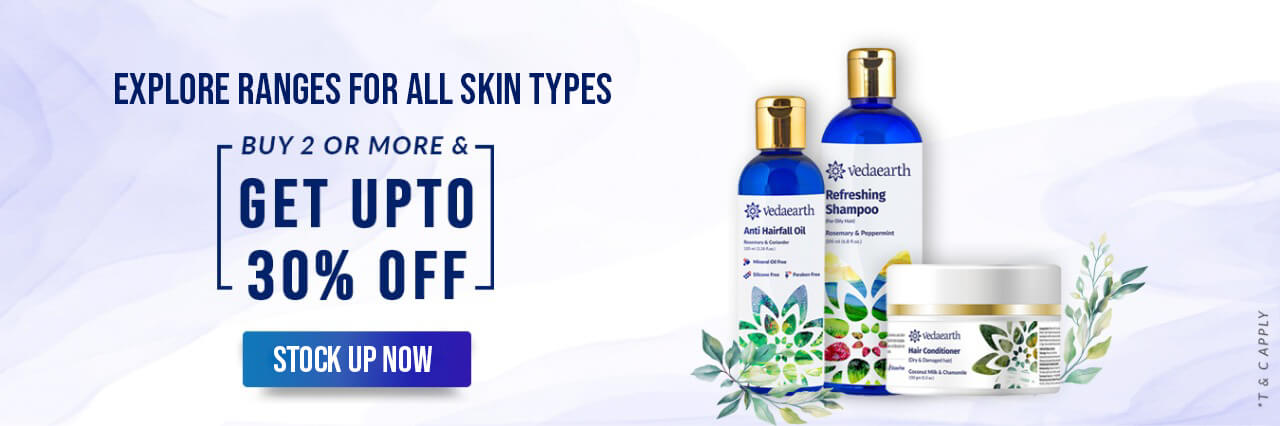 EXPLORE RANGES FOR ALL SKIN TYPES
BUY 2 OR MORE &
GET UPTO
30% OFF
STOCK UP NOW
vedaearth
Anti Hairfall Oil
Rosemary & Coriander
Mineral Oil Free
Silicone Free
Paraben Free
vedaearth
Refreshing
Shampoo
(For Oily Hair)
Rosemary & Peppermint
vedaearth
Hair Conditioner
(Dry & Damaged hair)
Coconut Milk & Chamomile
*T & C APPLY